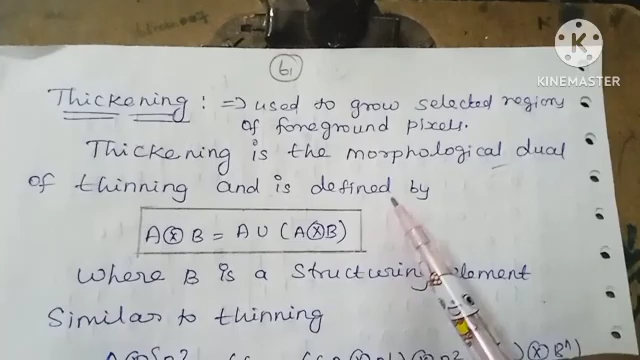 61
KINEMASTER
Thickening : => used to grow selected regions
of foreground pixels.
Thickening is the morphological dual
of thinning and is defined by
A ⊗ B = A ∪ (A ⊗ B)
Where B is a structuring element
Similar to thinning